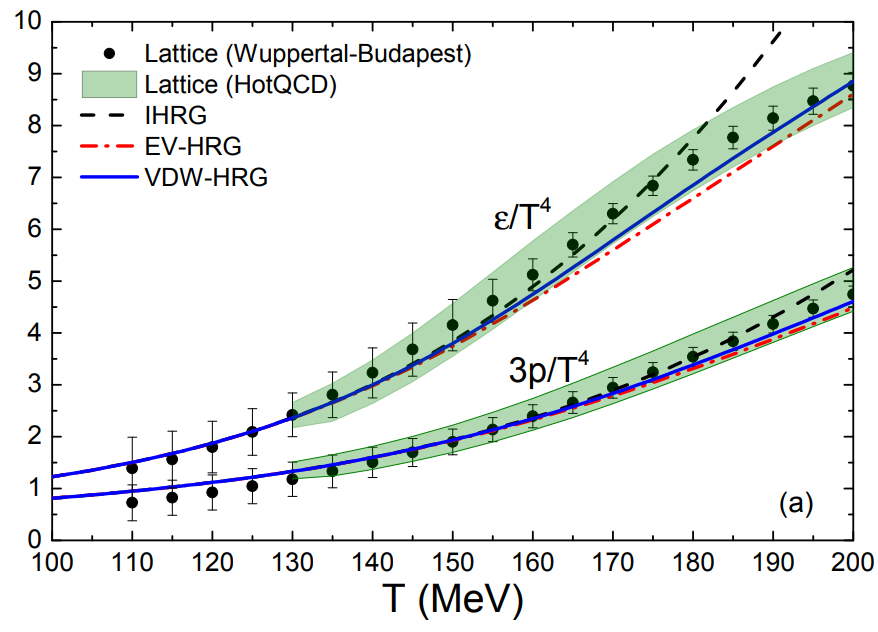 10
9
8
7
6
5
4
3
2
1
0
Lattice (Wuppertal-Budapest)
Lattice (HotQCD)
IHRG
EV-HRG
VDW-HRG
ε/T⁴
3p/T⁴
(a)
100 110 120 130 140 150 160 170 180 190 200
T (MeV)